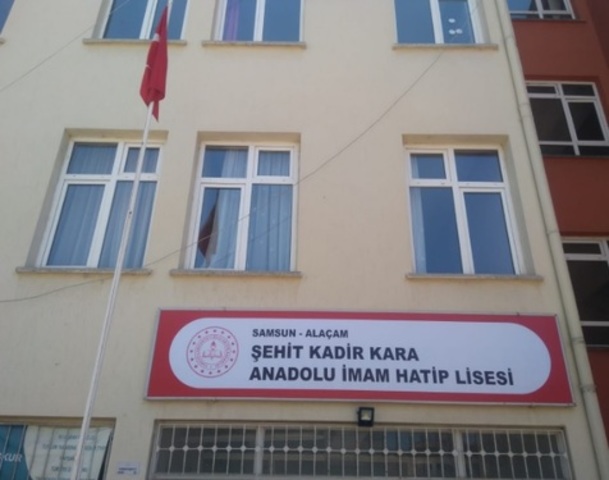 SAMSUN - ALAÇAM
ŞEHİT KADİR KARA
ANADOLU İMAM HATİP LİSESİ